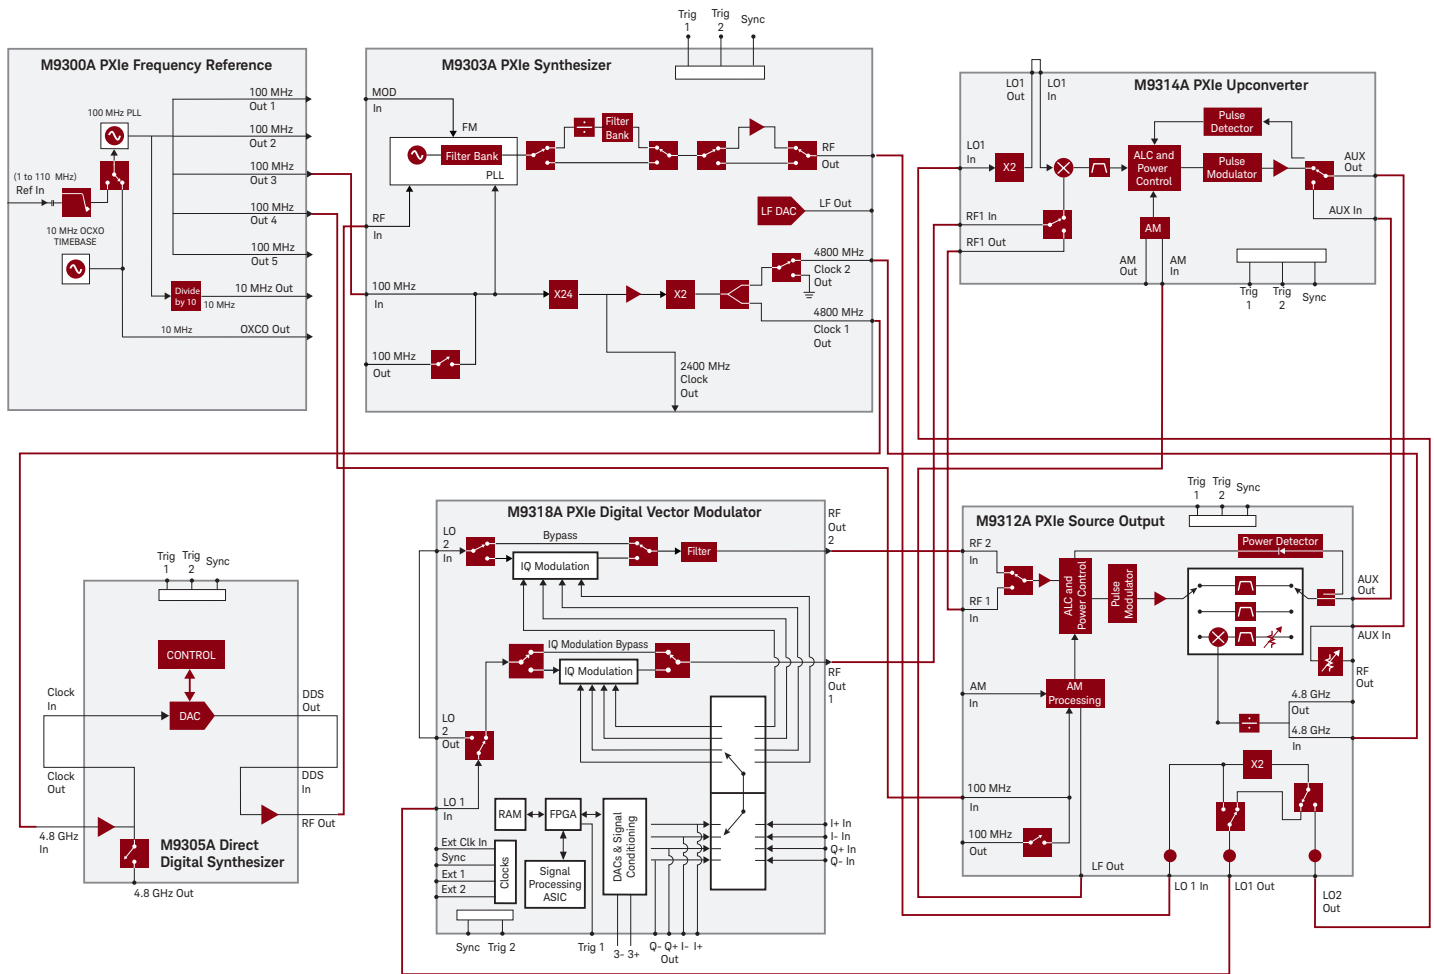 M9300A PXIe Frequency Reference
100 MHz
Out 1
100 MHz PLL
100 MHz
Out 2
100 MHz
Out 3
(1 to 110 MHz)
Ref In
100 MHz
Out 4
10 MHz OCXO
TIMEBASE
100 MHz
Out 5
Divide
by 10
10 MHz Out
10 MHz
10 MHz
OXCO Out
Trig
1
Trig
2
Sync
M9303A PXIe Synthesizer
MOD
In
FM
Filter Bank
PLL
Filter
Bank
RF
Out
RF
In
LF DAC
LF Out
100 MHz
In
X24
X2
4800 MHz
Clock 2
Out
4800 MHz
Clock 1
Out
100 MHz
Out
2400 MHz
Clock
Out
M9314A PXIe Upconverter
LO1
Out
LO1
In
LO1
In
X2
Pulse
Detector
ALC and
Power
Control
Pulse
Modulator
AUX
Out
AUX In
RF1 In
RF1 Out
AM
AM
Out
AM
In
Trig
1
Trig
2
Sync
Trig
1
Trig
2
Sync
CONTROL
Clock
In
DAC
DDS
Out
Clock
Out
DDS
In
RF Out
4.8 GHz
In
M9305A Direct
Digital Synthesizer
4.8 GHz Out
M9318A PXIe Digital Vector Modulator
LO
2
In
Bypass
IQ Modulation
Filter
RF
Out
2
IQ Modulation Bypass
IQ Modulation
RF
Out
1
LO
2
Out
LO 1
In
RAM
FPGA
DACs & Signal
Conditioning
Ext Clk In
Sync
Ext 1
Ext 2
Clocks
Signal
Processing
ASIC
I+ In
I- In
Q+ In
Q- In
Sync
Trig 2
Trig 1
3- 3+
Q- Q+ I- I+
Out
Trig
1
Trig
2
Sync
M9312A PXIe Source Output
RF 2
In
RF 1
In
ALC and
Power Control
Pulse
Modulator
Power Detector
AUX
Out
AUX In
RF
Out
AM
In
AM
Processing
4.8 GHz
Out
4.8 GHz
In
X2
100 MHz
In
100 MHz
Out
LF Out
LO 1 In
LO1 Out
LO2
Out